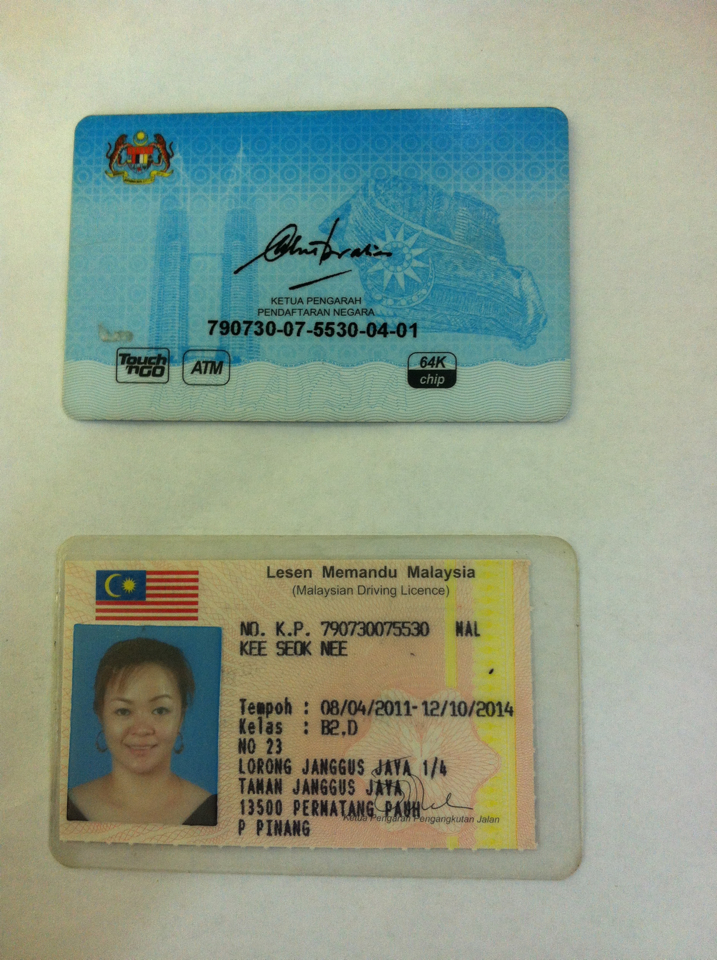 KETUA PENGARAH
PENDAFTARAN NEGARA
790730-07-5530-04-01
Touch 'nGO
ATM
64K
chip
Lesen Memandu Malaysia
(Malaysian Driving Licence)
NO. K.P. 790730075530 MAL
KEE SEOK NEE
Tempoh : 08/04/2011-12/10/2014
Kelas : B2,D
NO 23
LORONG JANGGUS JAYA 1/4
TAMAN JANGGUS JAYA
13500 PERMATANG PAUH
Ketua Pengarah Pengangkutan Jalan
P PINANG